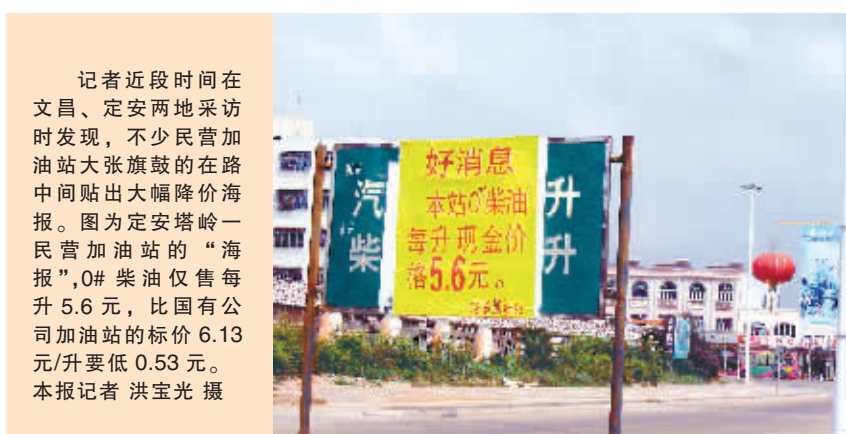 记者近段时间在
文昌、定安两地采访
时发现，不少民营加
油站大张旗鼓的在路
中间贴出大幅降价海
报。图为定安塔岭一
民营加油站的“海
报”,0# 柴油仅售每
升 5.6 元，比国有公
司加油站的标价 6.13
元/升要低 0.53 元。
本报记者 洪宝光 摄
好消息
本站0#柴油
每升现金价
落5.6元。
汽 升
柴 升